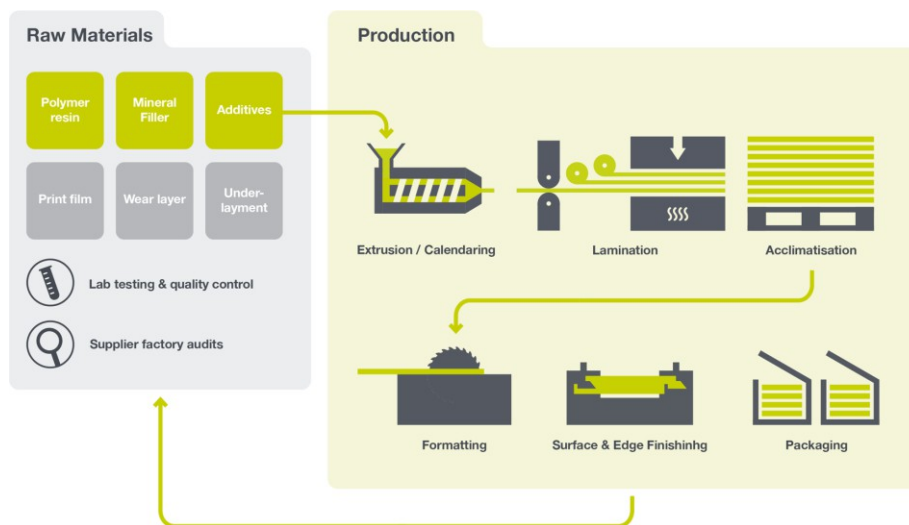 Raw Materials
Polymer
resin
Mineral
Filler
Additives
Print film
Wear layer
Under-
layment
Lab testing & quality control
Supplier factory audits
Production
Extrusion / Calendaring
Lamination
Acclimatisation
Formatting
Surface & Edge Finishinhg
Packaging